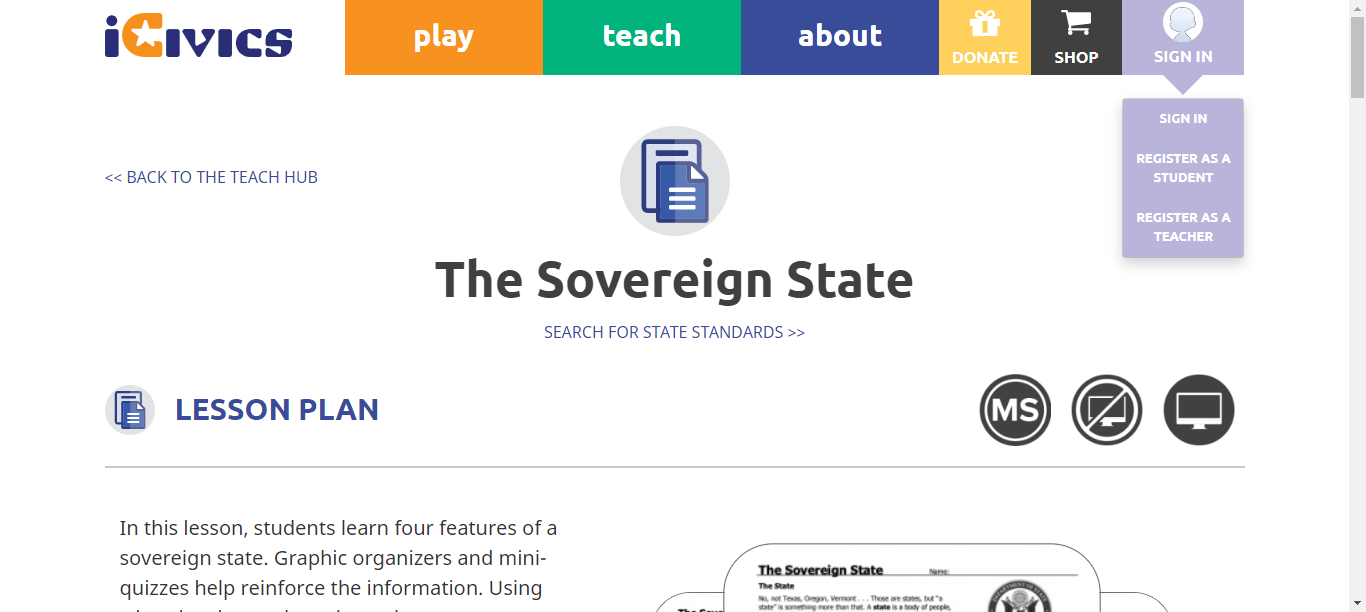 iCIVICS
play
teach
about
DONATE
SHOP
SIGN IN
SIGN IN
REGISTER AS A
STUDENT
REGISTER AS A
TEACHER
<< BACK TO THE TEACH HUB
The Sovereign State
SEARCH FOR STATE STANDARDS >>
LESSON PLAN
MS
In this lesson, students learn four features of a
sovereign state. Graphic organizers and mini-
quizzes help reinforce the information. Using
The Sovereign State
Name:
The State
No, not Texas, Oregon, Vermont . . . Those are states, but "a
state" is something more than that. A state is a body of people,
The Sover